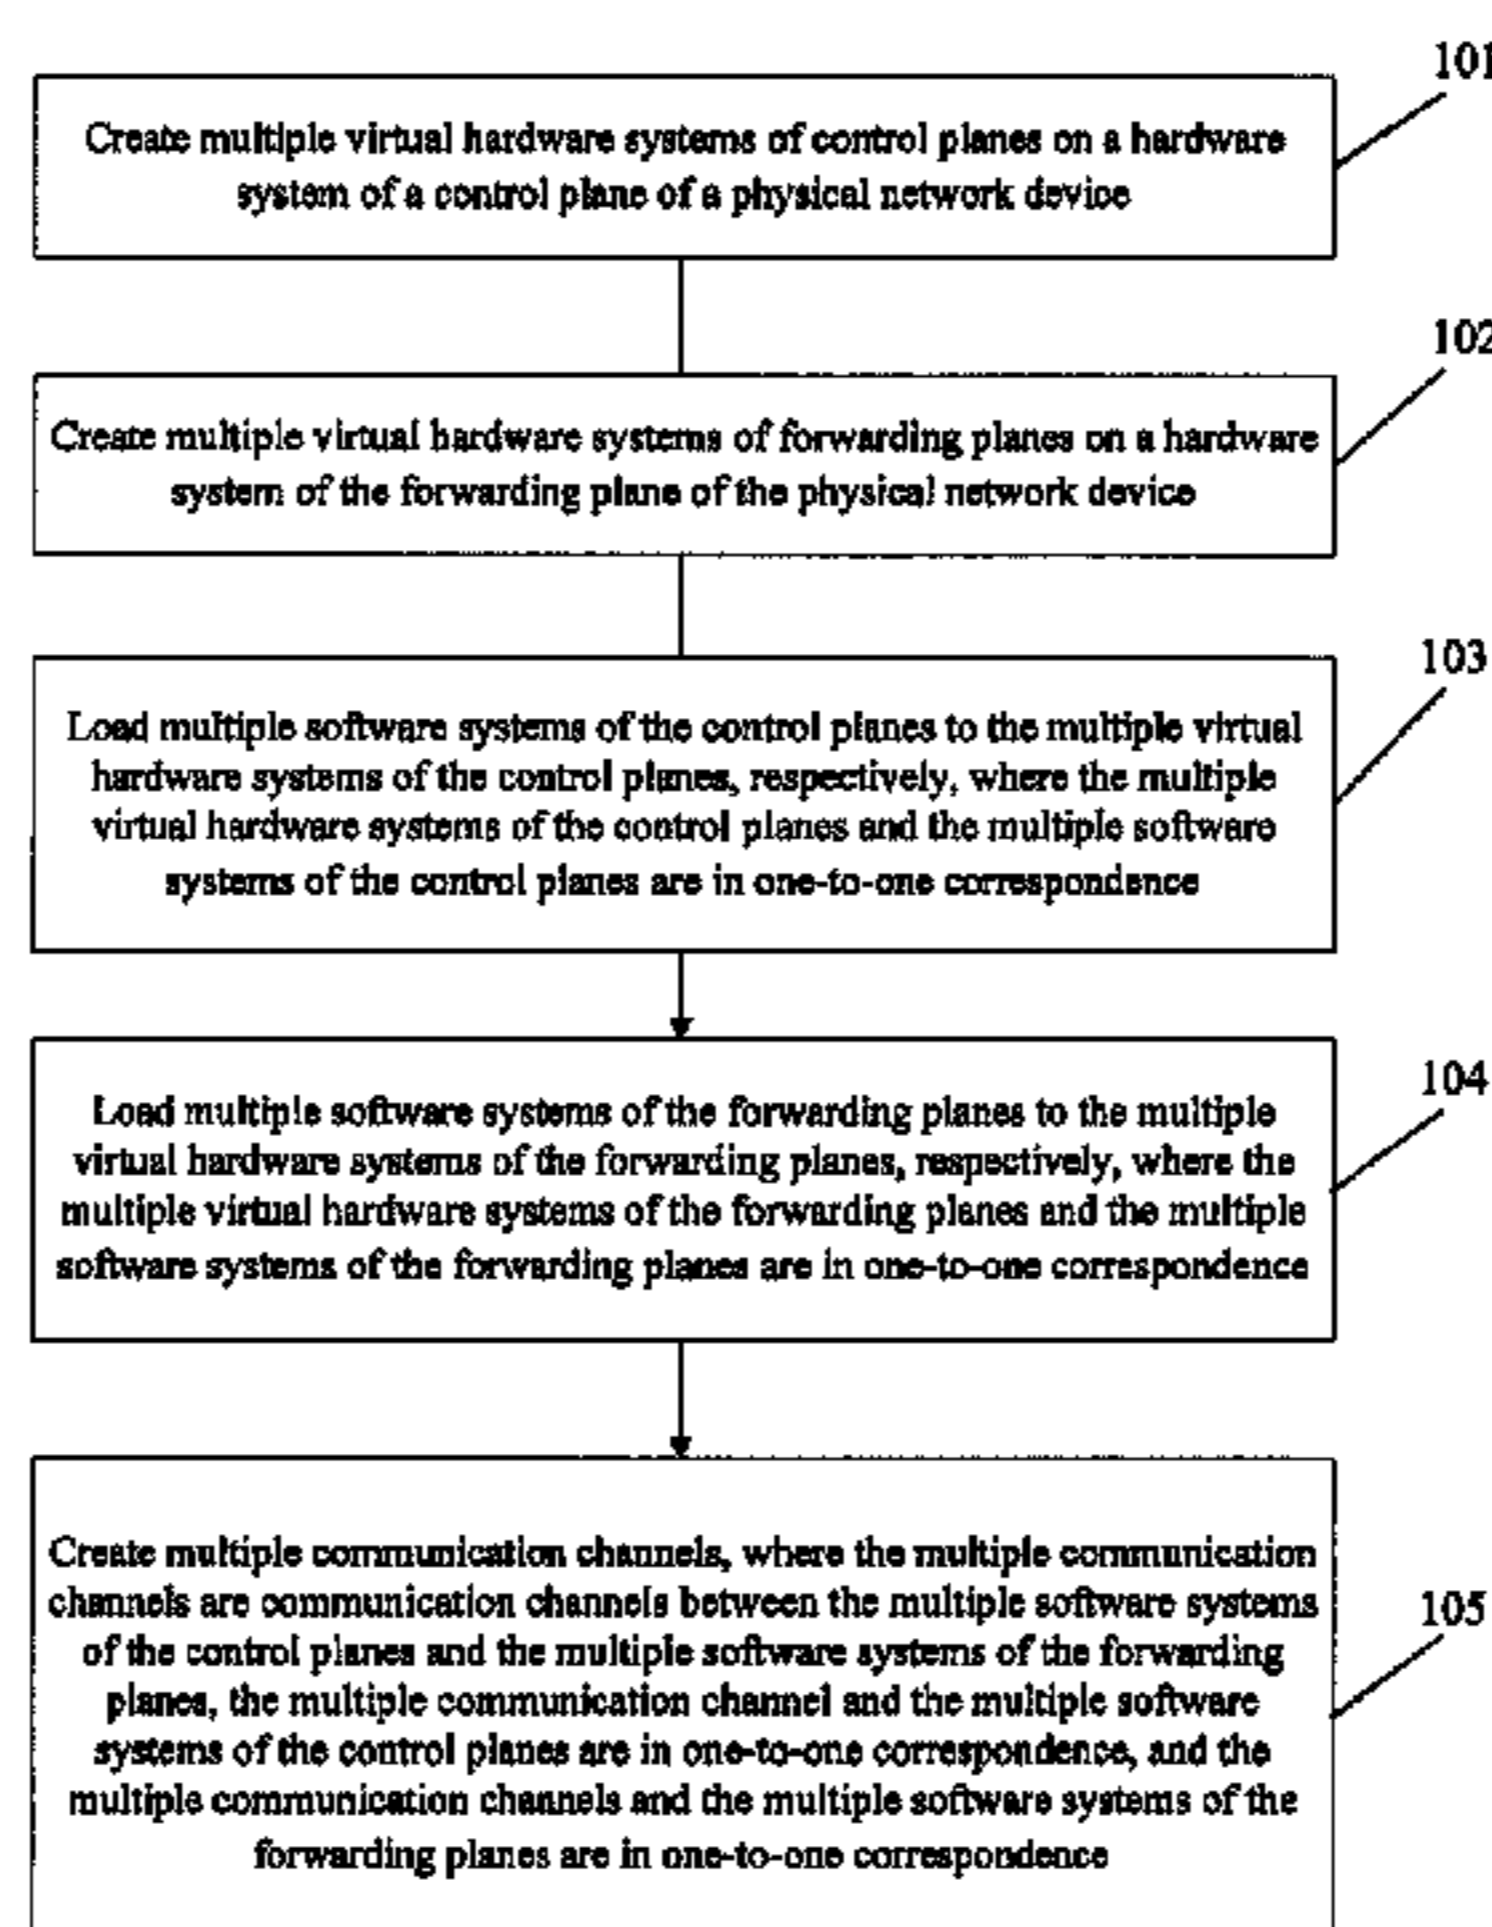 101
Create multiple virtual hardware systems of control planes on a hardware
system of a control plane of a physical network device
102
Create multiple virtual hardware systems of forwarding planes on a hardware
system of the forwarding plane of the physical network device
103
Load multiple software systems of the control planes to the multiple virtual
hardware systems of the control planes, respectively, where the multiple
virtual hardware systems of the control planes and the multiple software
systems of the control planes are in one-to-one correspondence
104
Load multiple software systems of the forwarding planes to the multiple
virtual hardware systems of the forwarding planes, respectively, where the
multiple virtual hardware systems of the forwarding planes and the multiple
software systems of the forwarding planes are in one-to-one correspondence
105
Create multiple communication channels, where the multiple communication
channels are communication channels between the multiple software systems
of the control planes and the multiple software systems of the forwarding
planes, the multiple communication channel and the multiple software
systems of the control planes are in one-to-one correspondence, and the
multiple communication channels and the multiple software systems of the
forwarding planes are in one-to-one correspondence